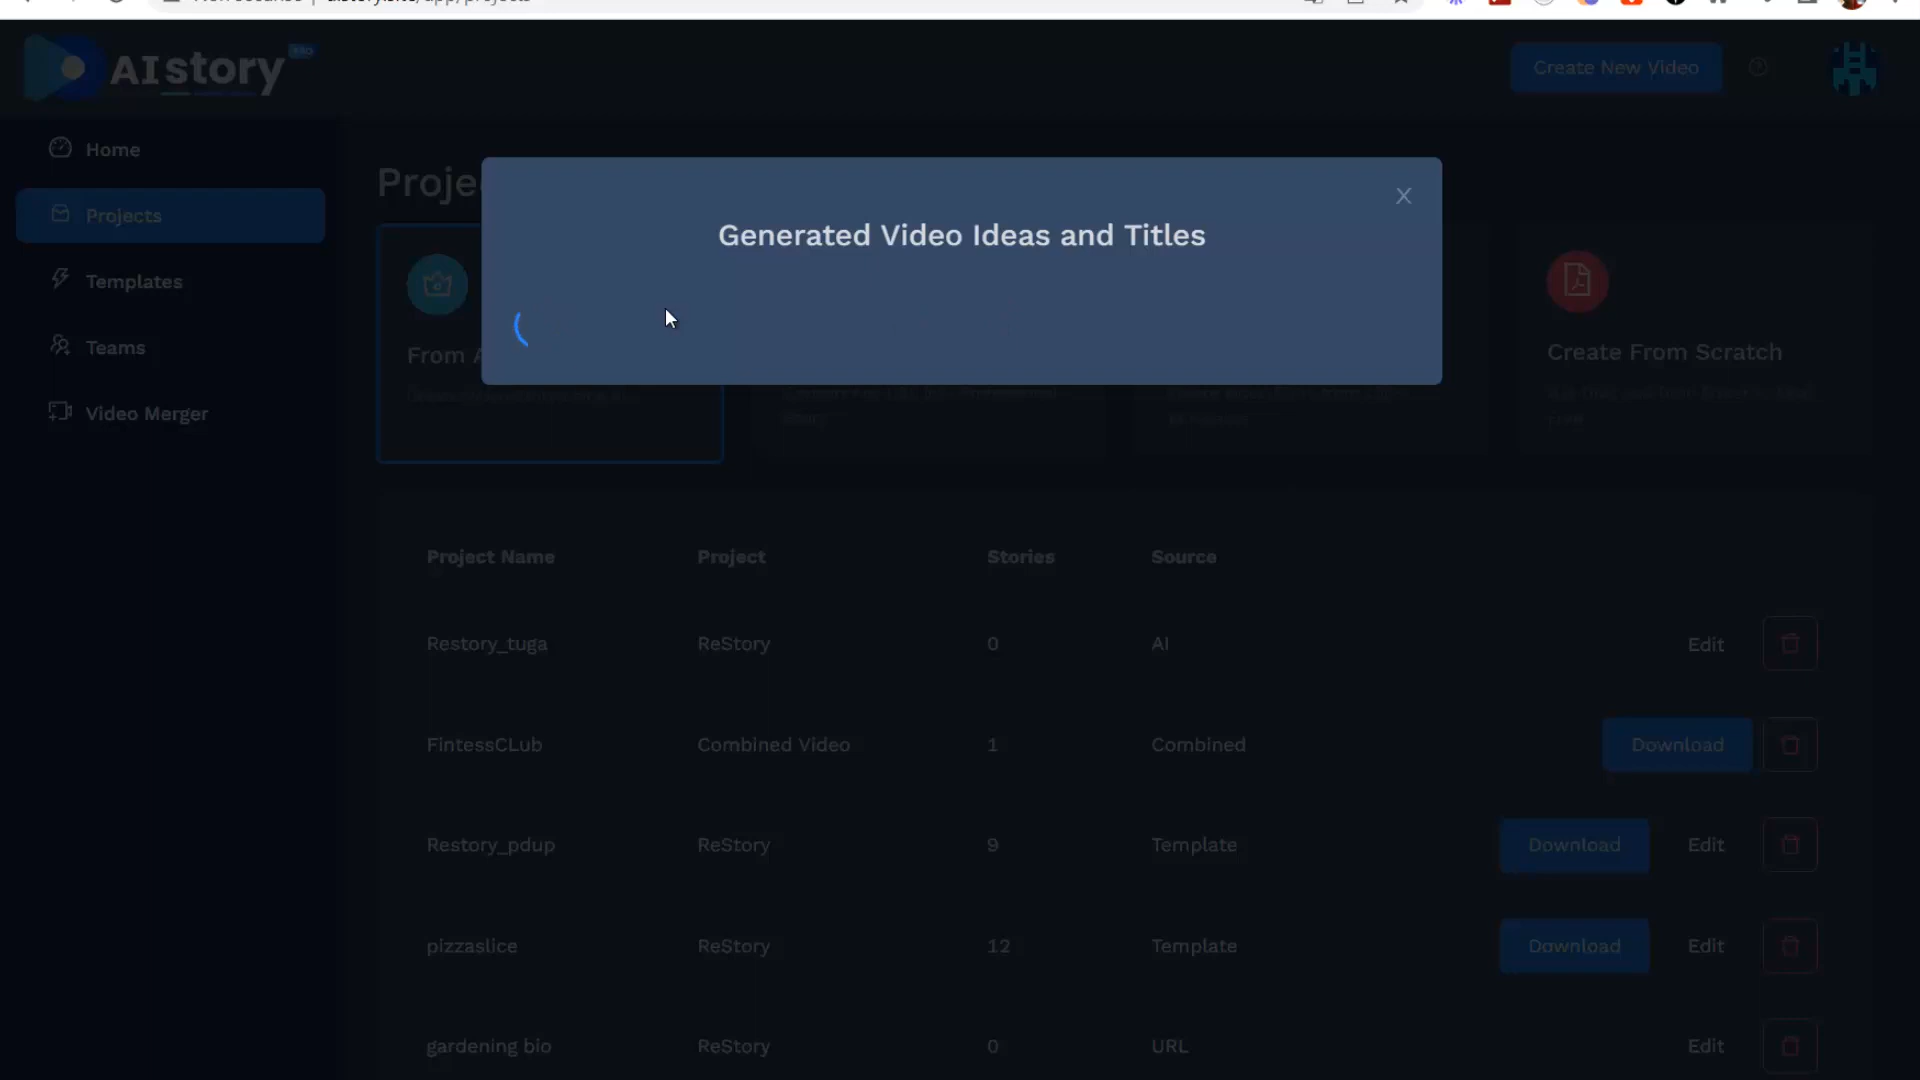 AIstory PRO
Create New Video
Home
Projects
Templates
Teams
Video Merger
Generated Video Ideas and Titles
From
Create From Scratch
Project Name Project Stories Source
Restory_tuga ReStory 0 AI Edit
FintessCLub Combined Video 1 Combined Download
Restory_pdup ReStory 9 Template Download Edit
pizzaslice ReStory 12 Template Download Edit
gardening bio ReStory 0 URL Edit